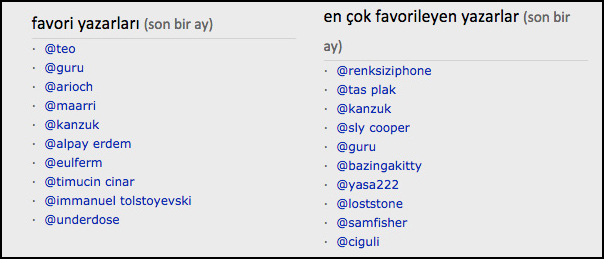 favori yazarları (son bir ay)
· @teo
· @guru
· @arioch
· @maarri
· @kanzuk
· @alpay erdem
· @eulferm
· @timucin cinar
· @immanuel tolstoyevski
· @underdose
en çok favorileyen yazarlar (son bir
ay)
· @renksiziphone
· @tas plak
· @kanzuk
· @sly cooper
· @guru
· @bazingakitty
· @yasa222
· @loststone
· @samfisher
· @ciguli